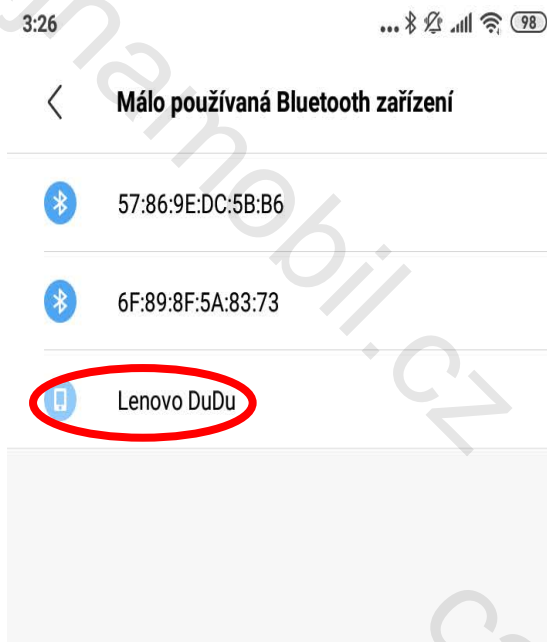 3:26
98
Málo používaná Bluetooth zařízení
57:86:9E:DC:5B:B6
6F:89:8F:5A:83:73
Lenovo DuDu
gnamobil.cz